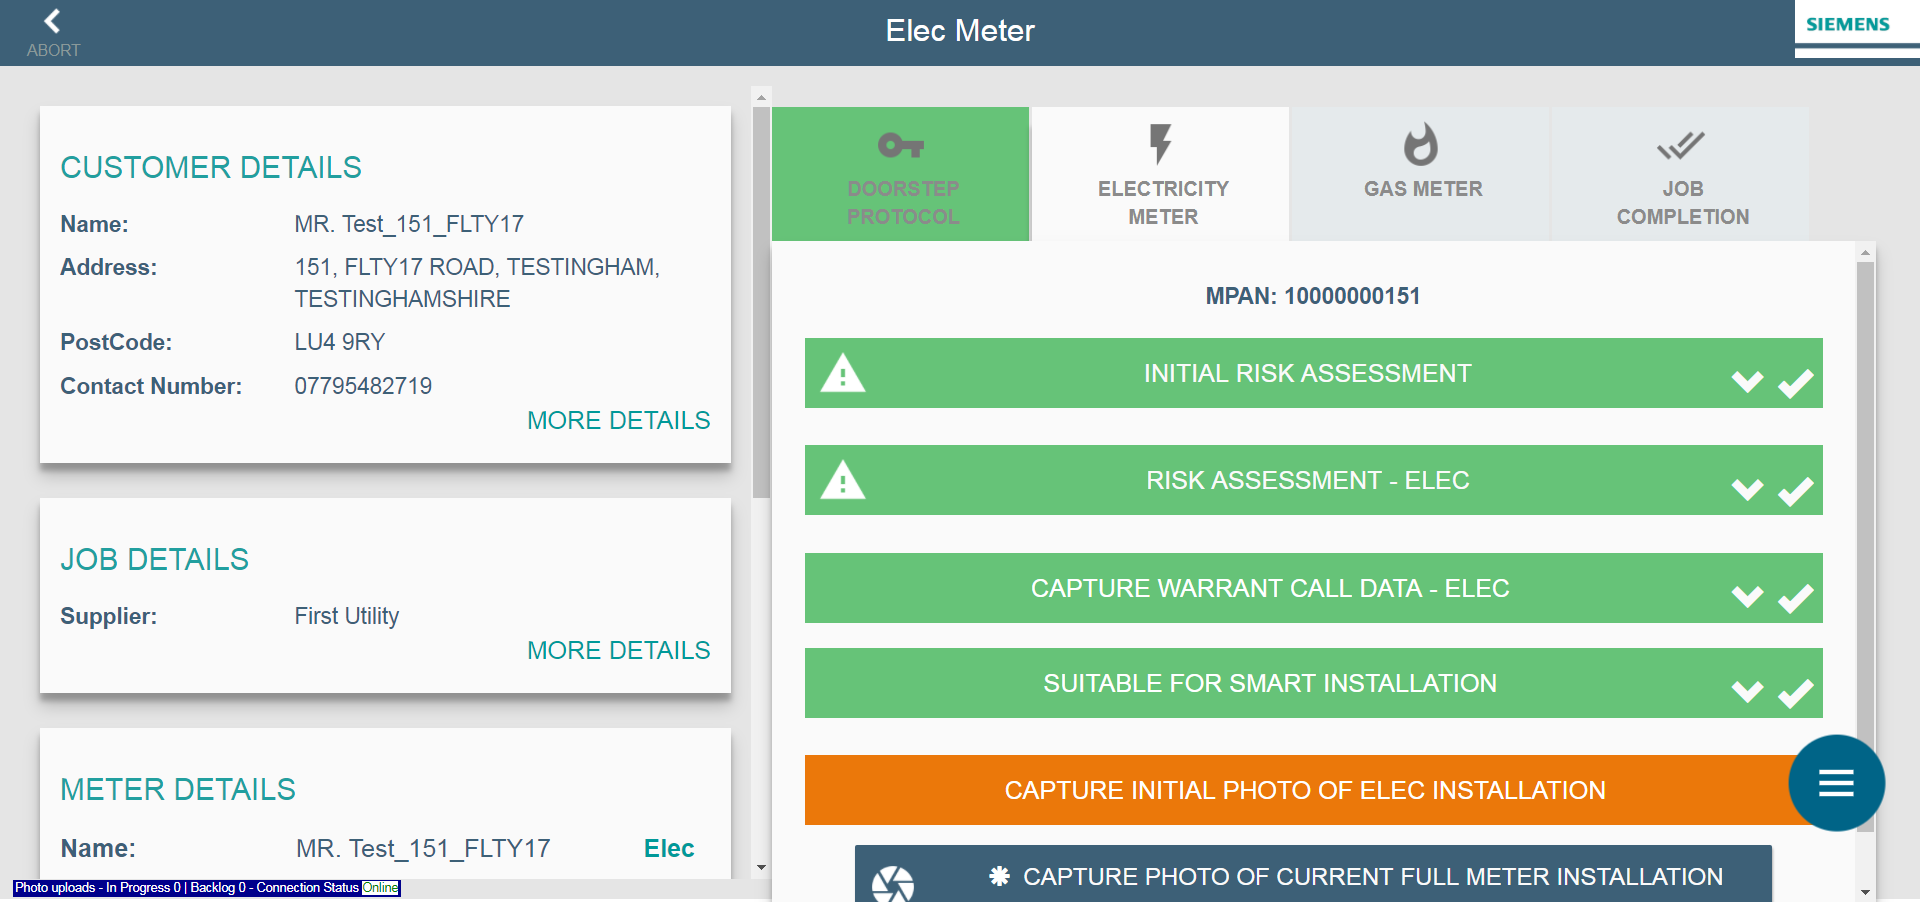 ABORT
Elec Meter
SIEMENS
CUSTOMER DETAILS
Name: MR. Test_151_FLTY17
Address: 151, FLTY17 ROAD, TESTINGHAM,
TESTINGHAMSHIRE
PostCode: LU4 9RY
Contact Number: 07795482719
MORE DETAILS
JOB DETAILS
Supplier: First Utility
MORE DETAILS
METER DETAILS
Name: MR. Test_151_FLTY17 Elec
Photo uploads - In Progress 0 | Backlog 0 - Connection Status Online
DOORSTEP
PROTOCOL
ELECTRICITY
METER
GAS METER
JOB
COMPLETION
MPAN: 10000000151
INITIAL RISK ASSESSMENT
RISK ASSESSMENT - ELEC
CAPTURE WARRANT CALL DATA - ELEC
SUITABLE FOR SMART INSTALLATION
CAPTURE INITIAL PHOTO OF ELEC INSTALLATION
CAPTURE PHOTO OF CURRENT FULL METER INSTALLATION